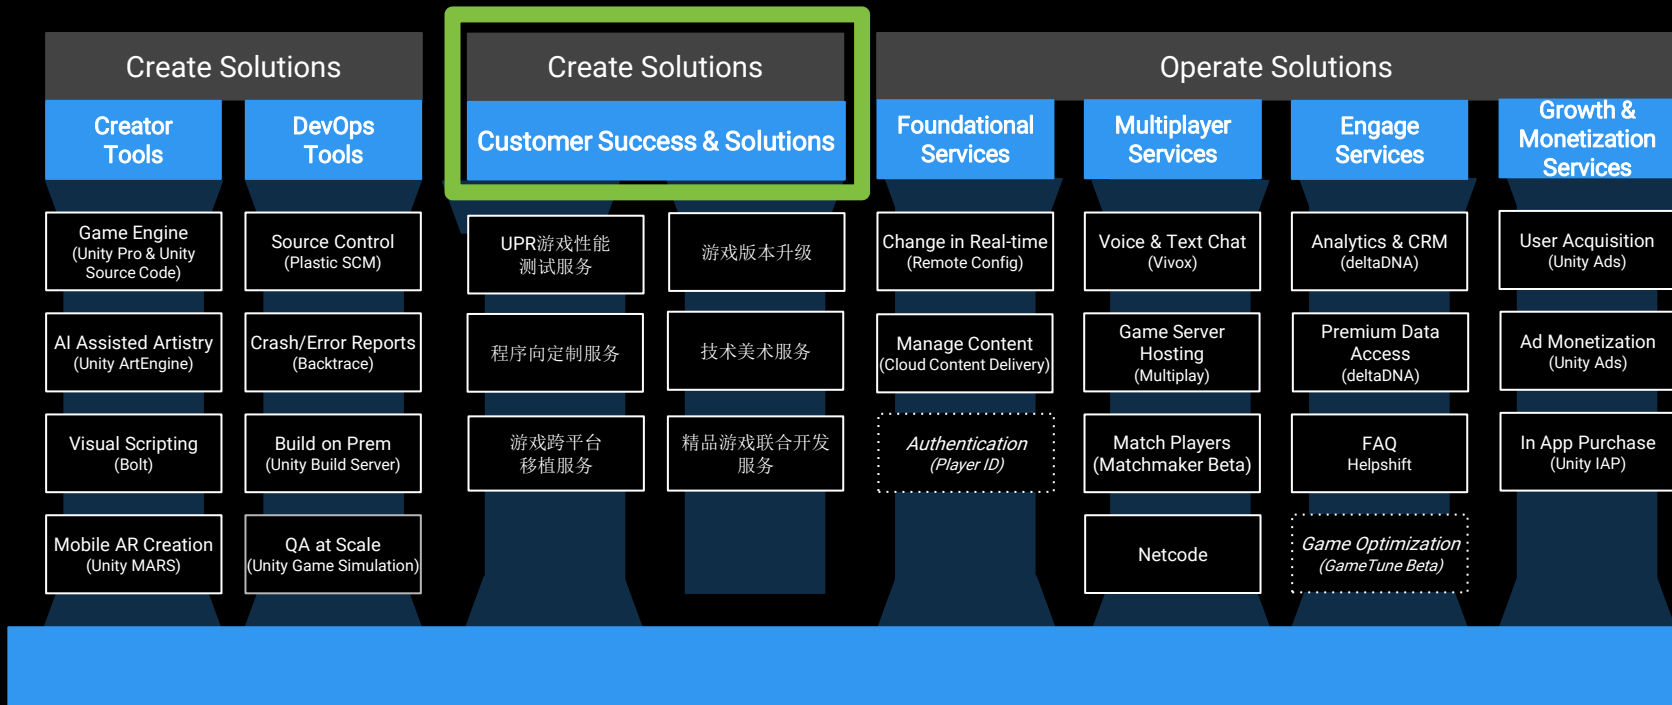 Create Solutions
Create Solutions
Operate Solutions
Creator
Tools
DevOps
Tools
Customer Success & Solutions
Foundational
Services
Multiplayer
Services
Engage
Services
Growth &
Monetization
Services
Game Engine
(Unity Pro & Unity
Source Code)
Source Control
(Plastic SCM)
UPR游戏性能
测试服务
游戏版本升级
Change in Real-time
(Remote Config)
Voice & Text Chat
(Vivox)
Analytics & CRM
(deltaDNA)
User Acquisition
(Unity Ads)
AI Assisted Artistry
(Unity ArtEngine)
Crash/Error Reports
(Backtrace)
程序向定制服务
技术美术服务
Manage Content
(Cloud Content Delivery)
Game Server
Hosting
(Multiplay)
Premium Data
Access
(deltaDNA)
Ad Monetization
(Unity Ads)
Visual Scripting
(Bolt)
Build on Prem
(Unity Build Server)
游戏跨平台
移植服务
精品游戏联合开发
服务
Authentication
(Player ID)
Match Players
(Matchmaker Beta)
FAQ
Helpshift
In App Purchase
(Unity IAP)
Mobile AR Creation
(Unity MARS)
QA at Scale
(Unity Game Simulation)
Netcode
Game Optimization
(GameTune Beta)